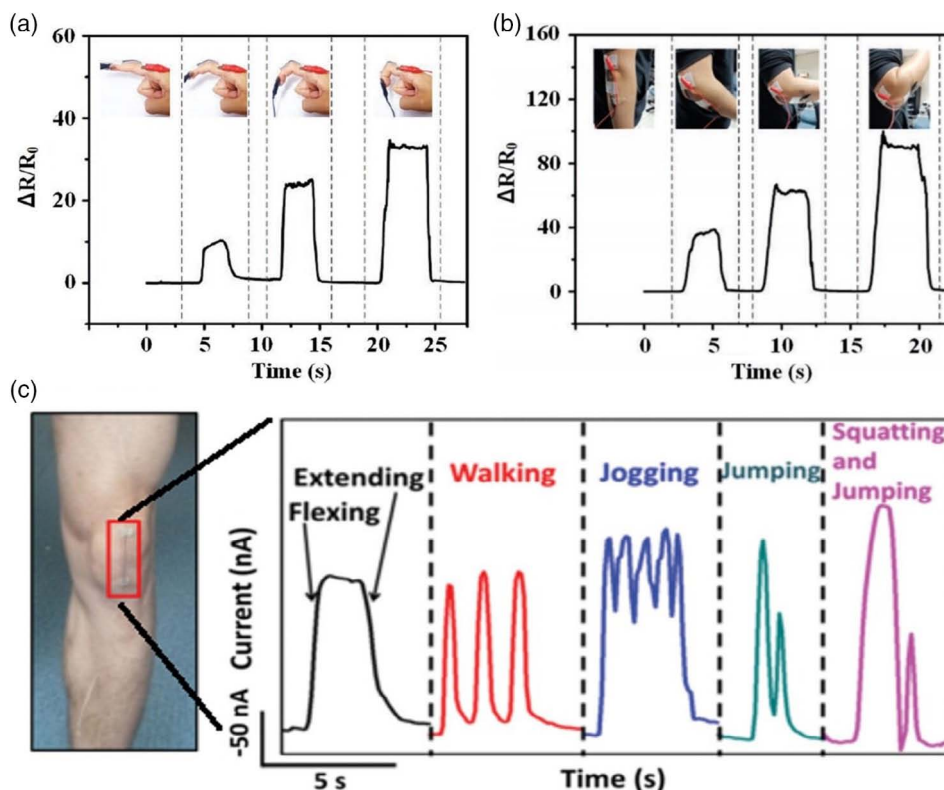 (a)
60
40
20
0
ΔR/R0
0 5 10 15 20 25
Time (s)
(b)
160
120
80
40
0
ΔR/R0
0 5 10 15 20
Time (s)
(c)
Extending
Flexing
Walking
Jogging
Jumping
Squatting
and
Jumping
Current (nA)
-50 nA
5 s
Time (s)